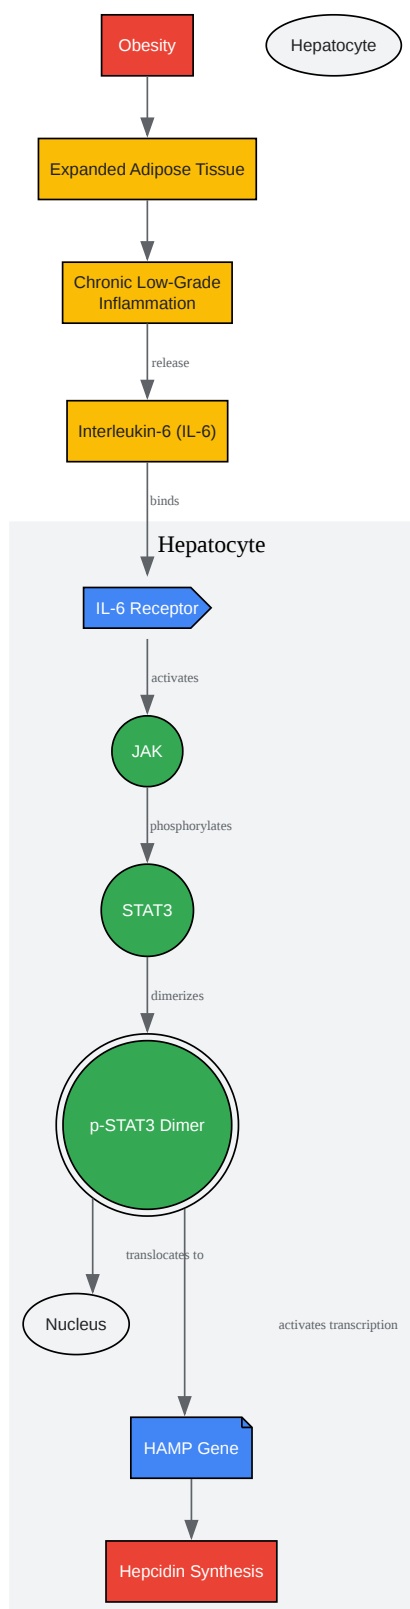 Obesity
Hepatocyte
Expanded Adipose Tissue
Chronic Low-Grade
Inflammation
release
Interleukin-6 (IL-6)
binds
Hepatocyte
IL-6 Receptor
activates
JAK
phosphorylates
STAT3
dimerizes
p-STAT3 Dimer
translocates to
Nucleus
activates transcription
HAMP Gene
Hepcidin Synthesis